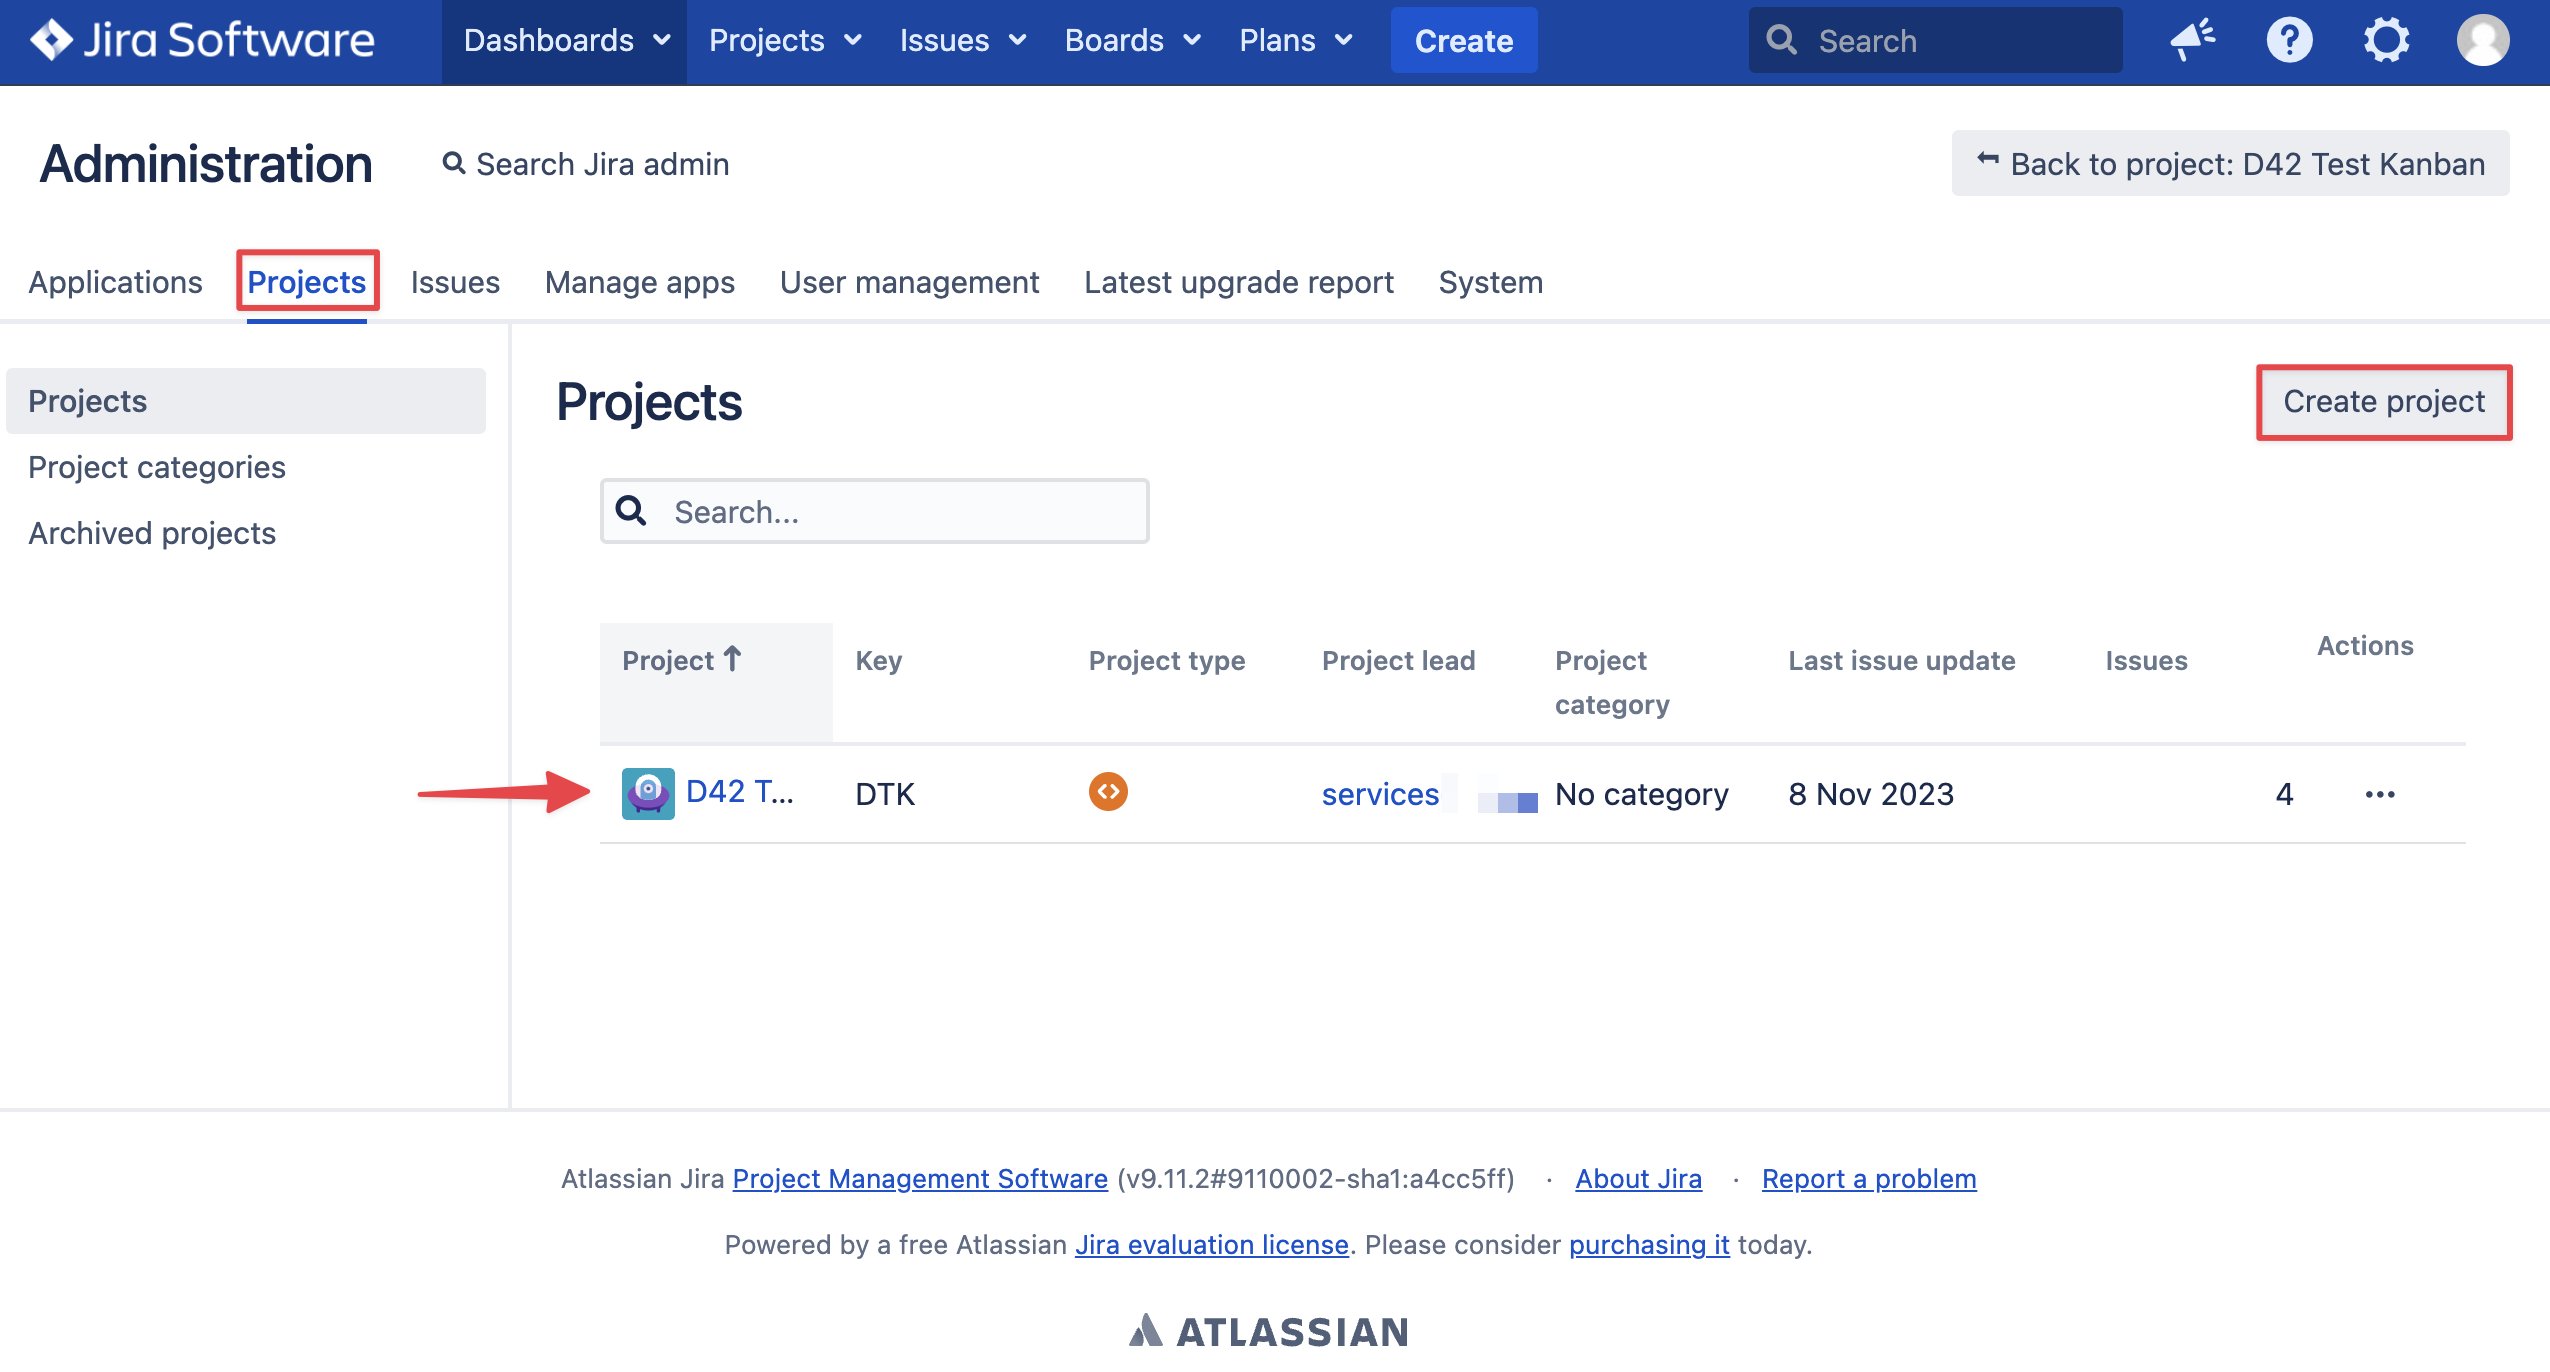 Jira Software Dashboards Projects Issues Boards Plans Create Search ?
Administration Search Jira admin Back to project: D42 Test Kanban
Applications Projects Issues Manage apps User management Latest upgrade report System
Projects
Project categories
Archived projects
Projects Create project
Search...
Project ↑ Key Project type Project lead Project category Last issue update Issues Actions
D42 T... DTK services No category 8 Nov 2023 4 •••
Atlassian Jira Project Management Software (v9.11.2#9110002-sha1:a4cc5ff) · About Jira · Report a problem
Powered by a free Atlassian Jira evaluation license. Please consider purchasing it today.
ATLASSIAN